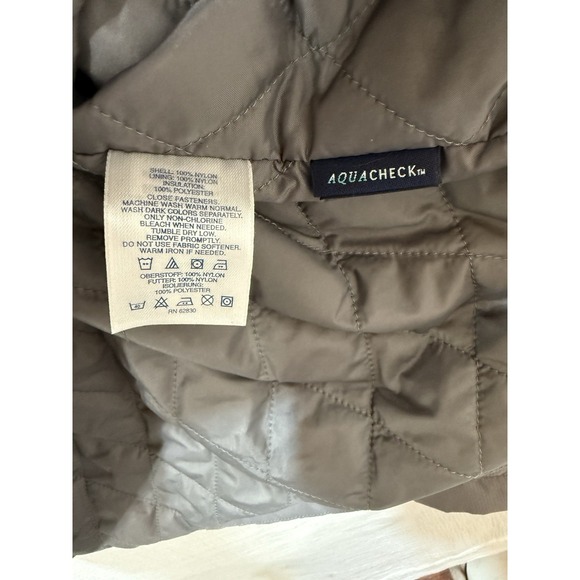 SHELL: 100% NYLON
LINING: 100% NYLON
INSULATION:
100% POLYESTER
CLOSE FASTENERS.
MACHINE WASH WARM NORMAL.
WASH DARK COLORS SEPARATELY.
ONLY NON-CHLORINE
BLEACH WHEN NEEDED.
TUMBLE DRY LOW.
REMOVE PROMPTLY.
DO NOT USE FABRIC SOFTENER.
WARM IRON IF NEEDED.
OBERSTOFF: 100% NYLON
FUTTER: 100% NYLON
ISOLIERUNG:
100% POLYESTER
RN 62830
AQUACHECK™